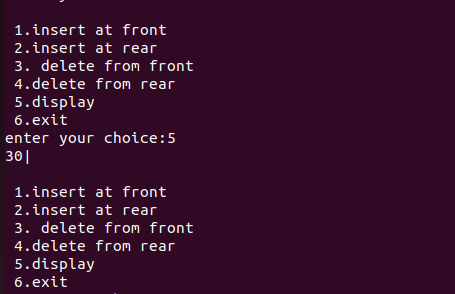 1.insert at front
2.insert at rear
3. delete from front
4.delete from rear
5.display
6.exit
enter your choice:5
30|
1.insert at front
2.insert at rear
3. delete from front
4.delete from rear
5.display
6.exit